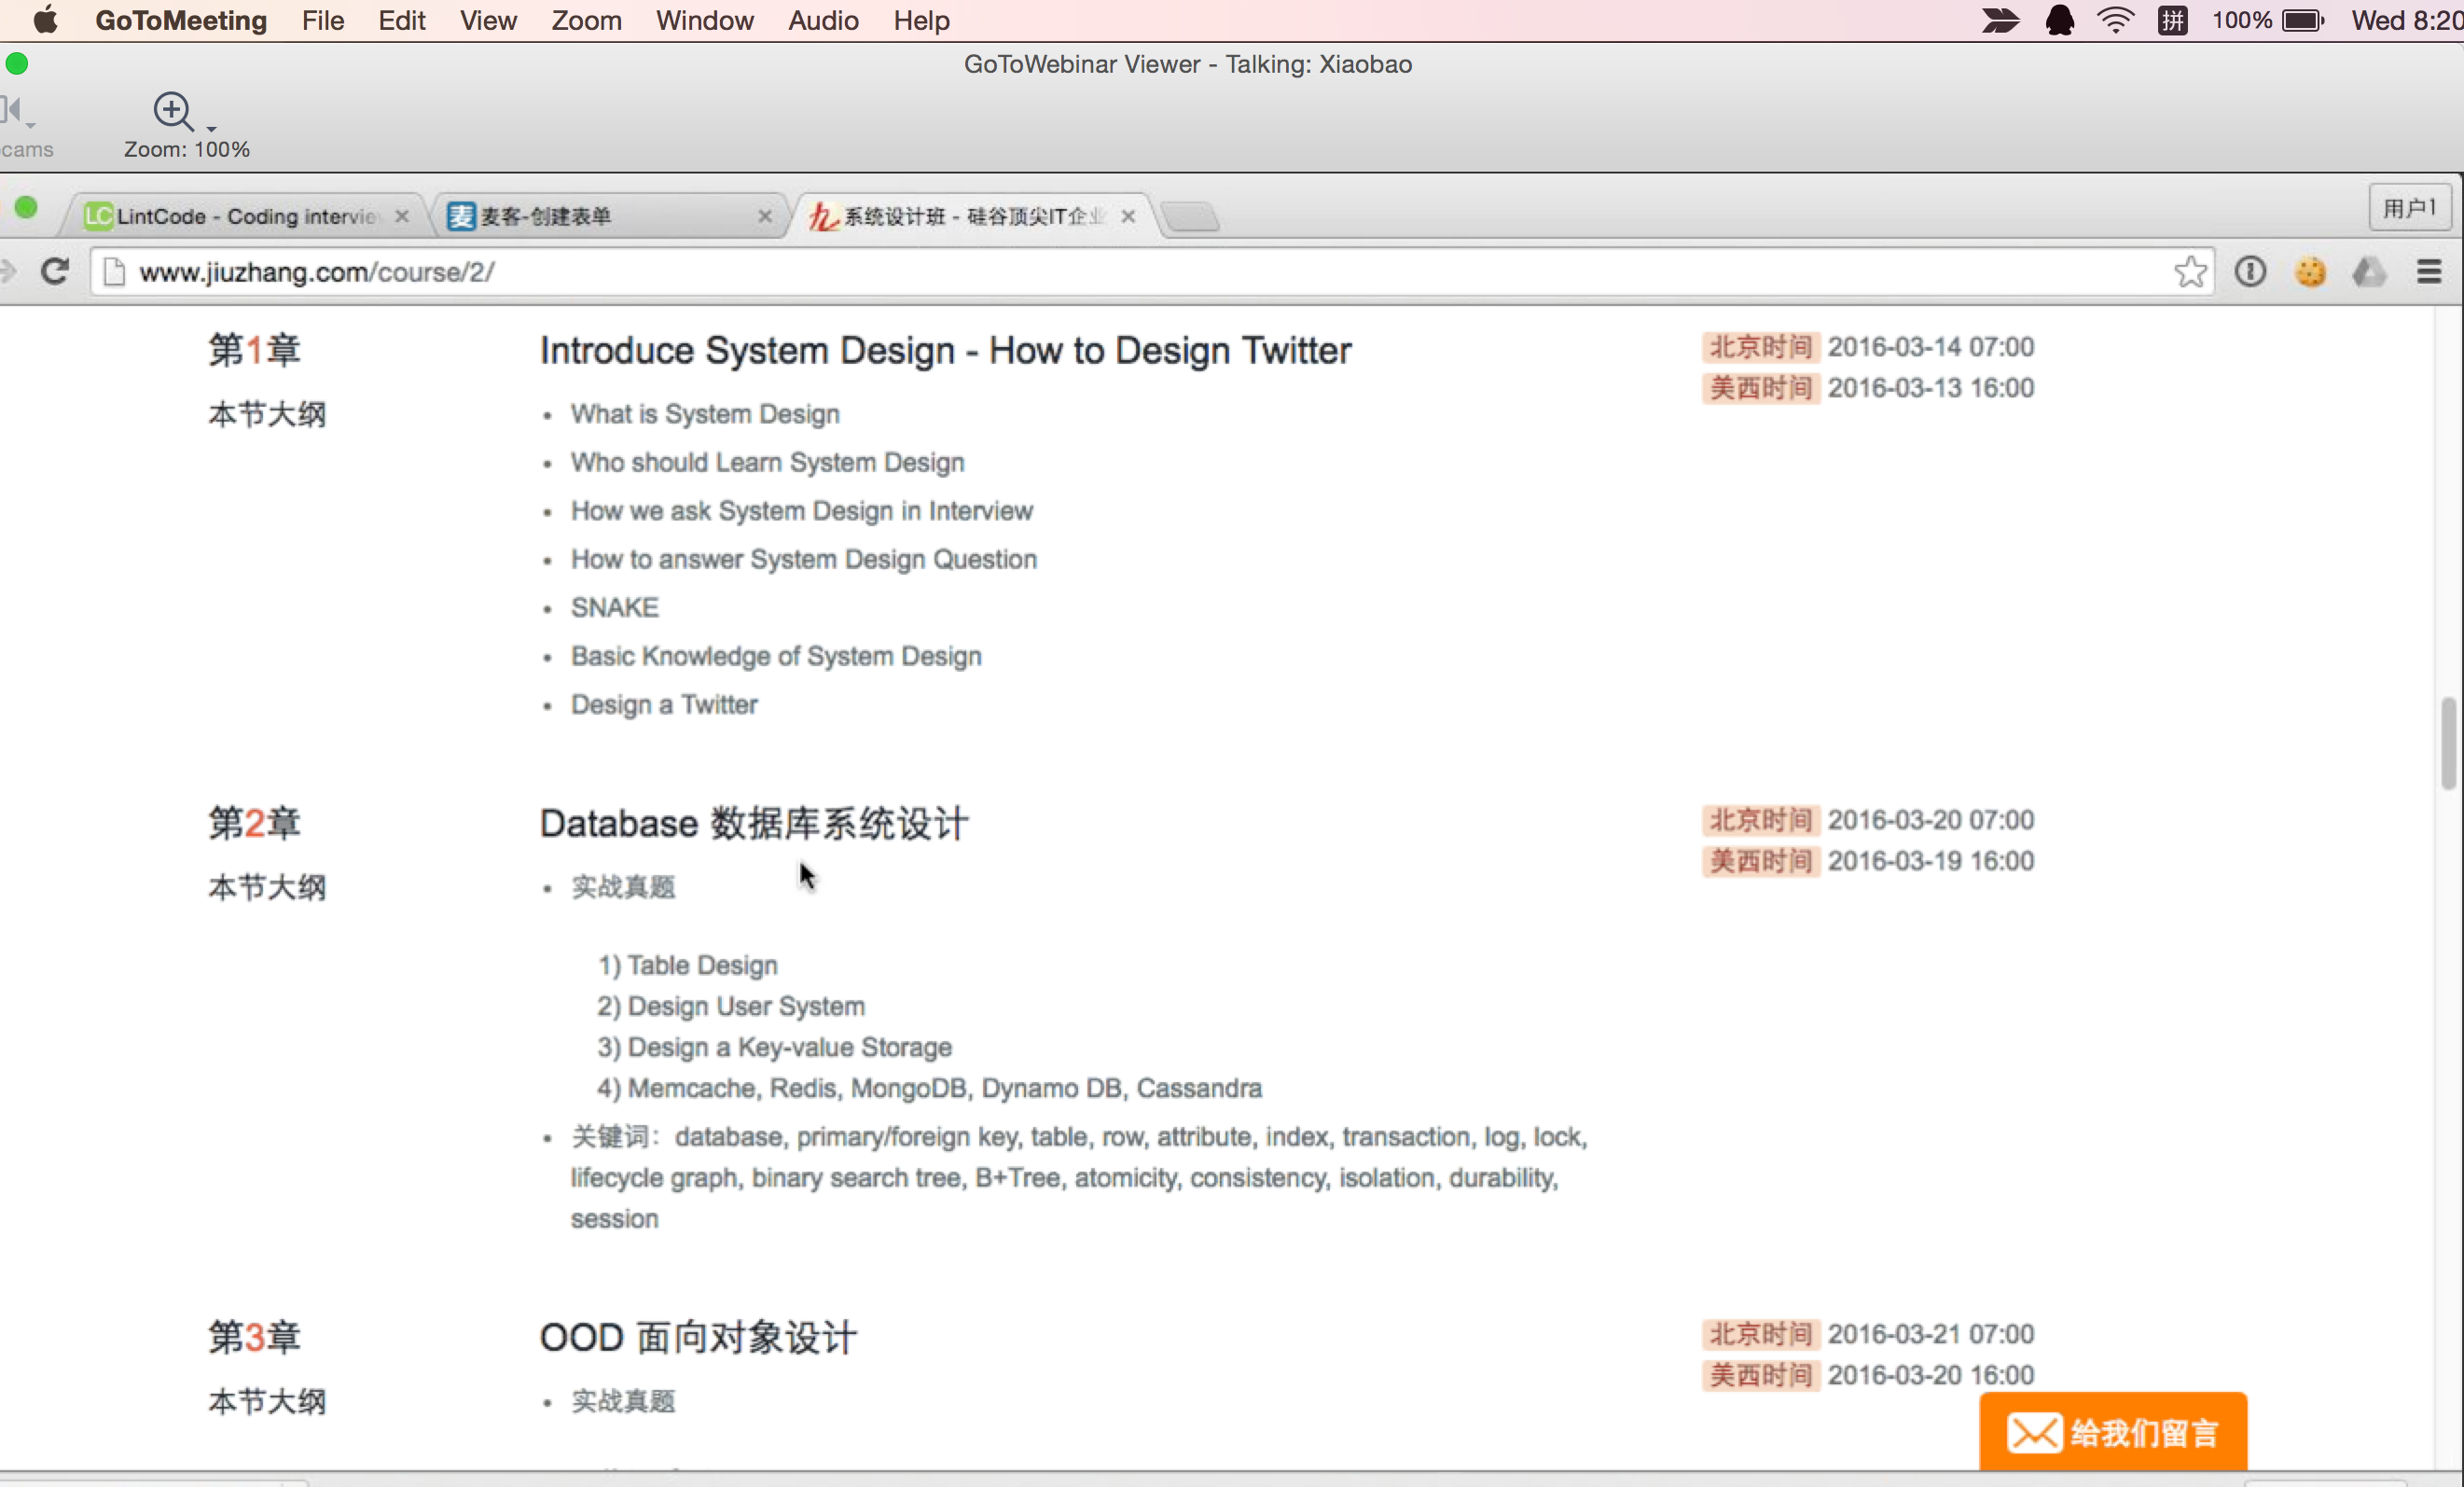 GoToMeeting File Edit View Zoom Window Audio Help 拼 100% Wed 8:20
GoToWebinar Viewer - Talking: Xiaobao
cams Zoom: 100%
LC LintCode - Coding intervie 麦 麦客-创建表单 九 系统设计班 - 硅谷顶尖IT企业 用户1
www.jiuzhang.com/course/2/
第1章 Introduce System Design - How to Design Twitter 北京时间 2016-03-14 07:00
美西时间 2016-03-13 16:00
本节大纲 • What is System Design
• Who should Learn System Design
• How we ask System Design in Interview
• How to answer System Design Question
• SNAKE
• Basic Knowledge of System Design
• Design a Twitter
第2章 Database 数据库系统设计 北京时间 2016-03-20 07:00
美西时间 2016-03-19 16:00
本节大纲 • 实战真题
1) Table Design
2) Design User System
3) Design a Key-value Storage
4) Memcache, Redis, MongoDB, Dynamo DB, Cassandra
• 关键词：database, primary/foreign key, table, row, attribute, index, transaction, log, lock,
lifecycle graph, binary search tree, B+Tree, atomicity, consistency, isolation, durability,
session
第3章 OOD 面向对象设计 北京时间 2016-03-21 07:00
美西时间 2016-03-20 16:00
本节大纲 • 实战真题
给我们留言